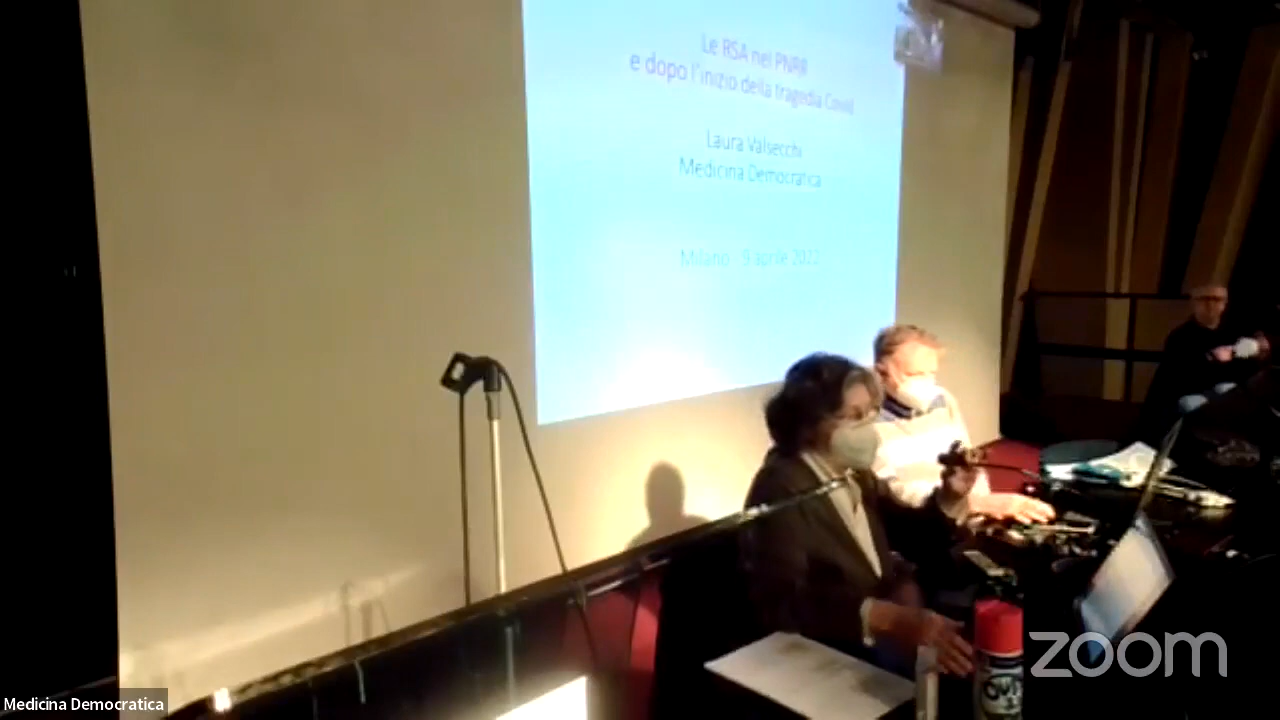 Le RSA nel PNRR
e dopo l'inizio della tragedia Covid
Laura Valsecchi
Medicina Democratica
Milano - 9 aprile 2022
zoom
Medicina Democratica